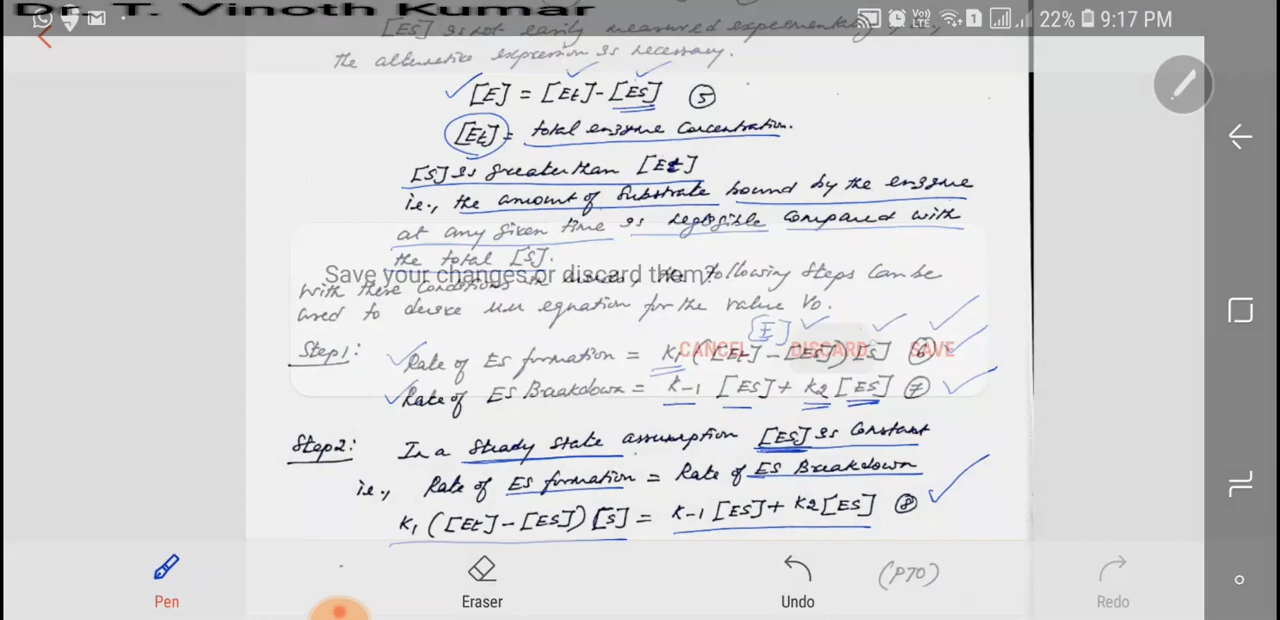 Dr. T. Vinoth Kumar
Vo) LTE 1 22% 9:17 PM
[ES] is not easily measured experimentally
the alternative expression is necessary.
[E] = [Et]-[ES] ⑤
[Et] = total enzyme concentration.
[S] is greater than [Et]
i.e., the amount of substrate bound by the enzyme
at any given time is negligible compared with
the total [S].
Save your changes or discard them?
With these conditions in the following steps can be
used to derive MM equation for the value V0.
[E]
CANCEL DISCARD SAVE
Step1: Rate of ES formation = K1([Et] - [ES])[S] ⑥
Rate of ES Breakdown = K-1 [ES]+ K2[ES] ⑦
Step2: In a steady state assumption [ES] is constant
i.e., Rate of ES formation = Rate of ES Breakdown
K1([Et]-[ES])[S] = K-1[ES]+ K2[ES] ⑧
(PTO)
Pen Eraser Undo Redo